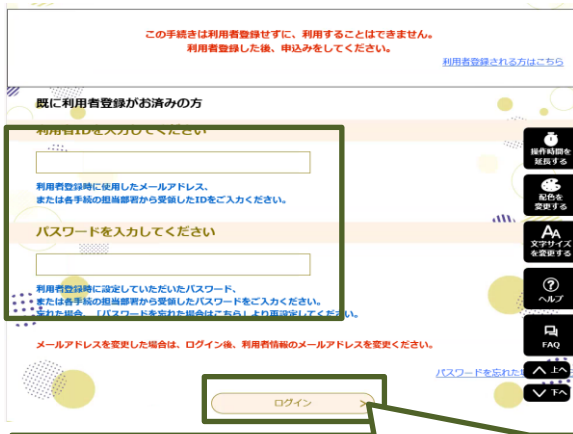 この手続きは利用者登録せずに、利用することはできません。
利用者登録した後、申込みをしてください。
利用者登録される方はこちら
既に利用者登録がお済みの方
利用者IDを入力してください
利用者登録時に使用したメールアドレス、
または各手続の担当部署から受領したIDをご入力ください。
パスワードを入力してください
利用者登録時に設定していただいたパスワード、
または各手続の担当部署から受領したパスワードをご入力ください。
忘れた場合、「パスワードを忘れた場合はこちら」より再設定してください。
メールアドレスを変更した場合は、ログイン後、利用者情報のメールアドレスを変更ください。
パスワードを忘れた
ログイン >
操作時間を
延長する
配色を
変更する
AA
文字サイズ
を変更する
?
ヘルプ
FAQ
上へ
下へ